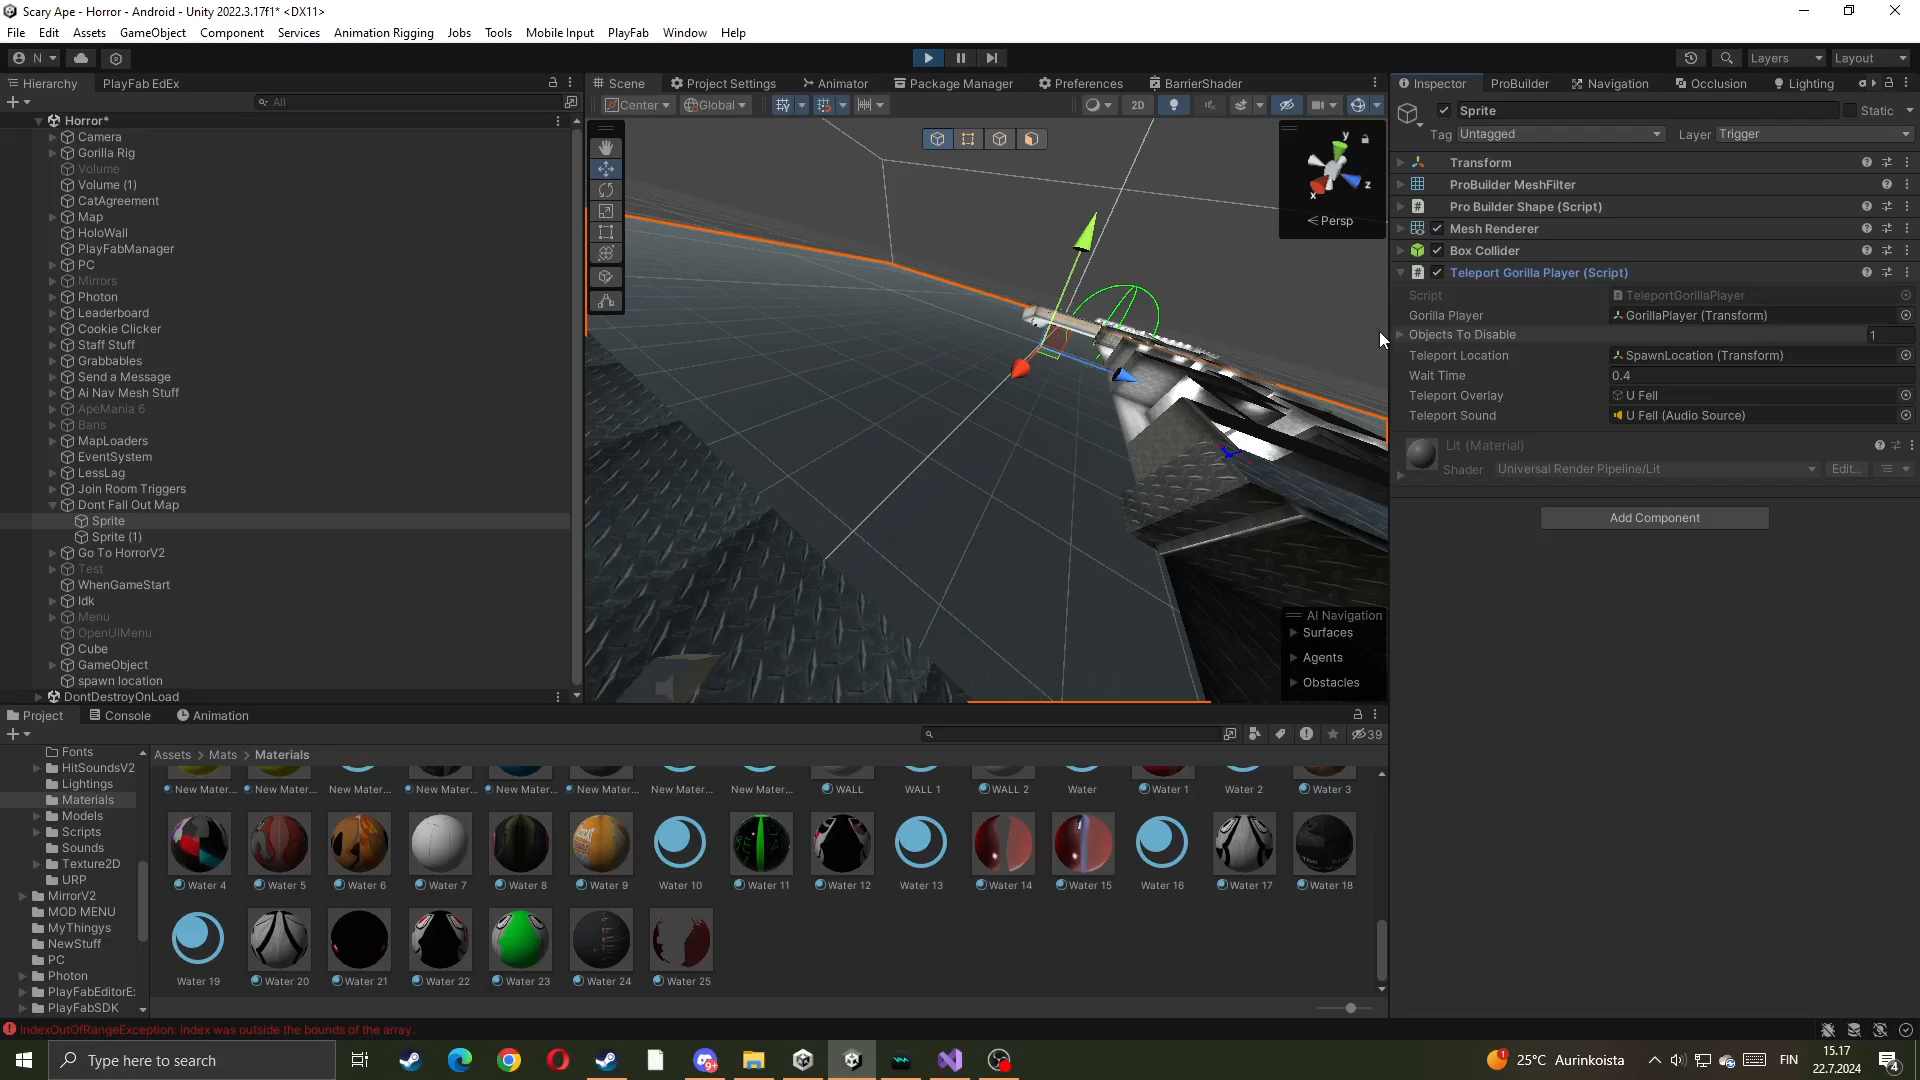 Scary Ape - Horror - Android - Unity 2022.3.17f1* <DX11>
File Edit Assets GameObject Component Services Animation Rigging Jobs Tools Mobile Input PlayFab Window Help
N
Layers
Layout
Hierarchy
PlayFab EdEx
All
Horror*
Camera
Gorilla Rig
Volume
Volume (1)
CatAgreement
Map
HoloWall
PlayFabManager
PC
Mirrors
Photon
Leaderboard
Cookie Clicker
Staff Stuff
Grabbables
Send a Message
Ai Nav Mesh Stuff
ApeMania 6
Bans
MapLoaders
EventSystem
LessLag
Join Room Triggers
Dont Fall Out Map
Sprite
Sprite (1)
Go To HorrorV2
Test
WhenGameStart
Idk
Menu
OpenUIMenu
Cube
GameObject
spawn location
DontDestroyOnLoad
Scene
Project Settings
Animator
Package Manager
Preferences
BarrierShader
Center
Global
2D
y
z
x
Persp
AI Navigation
Surfaces
Agents
Obstacles
Inspector
ProBuilder
Navigation
Occlusion
Lighting
Sprite
Static
Tag Untagged
Layer Trigger
Transform
ProBuilder MeshFilter
Pro Builder Shape (Script)
Mesh Renderer
Box Collider
Teleport Gorilla Player (Script)
Script TeleportGorillaPlayer
Gorilla Player GorillaPlayer (Transform)
Objects To Disable 1
Teleport Location SpawnLocation (Transform)
Wait Time 0.4
Teleport Overlay U Fell
Teleport Sound U Fell (Audio Source)
Lit (Material)
Shader Universal Render Pipeline/Lit Edit...
Add Component
Project
Console
Animation
39
Fonts
HitSoundsV2
Lightings
Materials
Models
Scripts
Sounds
Texture2D
URP
MirrorV2
MOD MENU
MyThingys
NewStuff
PC
Photon
PlayFabEditorE:
PlayFabSDK
Assets > Mats > Materials
New Mater... New Mater... New Mater... New Mater... New Mater... New Mater... New Mater... New Mater... WALL WALL 1 WALL 2 Water Water 1 Water 2 Water 3
Water 4 Water 5 Water 6 Water 7 Water 8 Water 9 Water 10 Water 11 Water 12 Water 13 Water 14 Water 15 Water 16 Water 17 Water 18
Water 19 Water 20 Water 21 Water 22 Water 23 Water 24 Water 25
IndexOutOfRangeException: Index was outside the bounds of the array.
Type here to search
9+
1
25°C Aurinkoista
FIN
15.17
22.7.2024
4